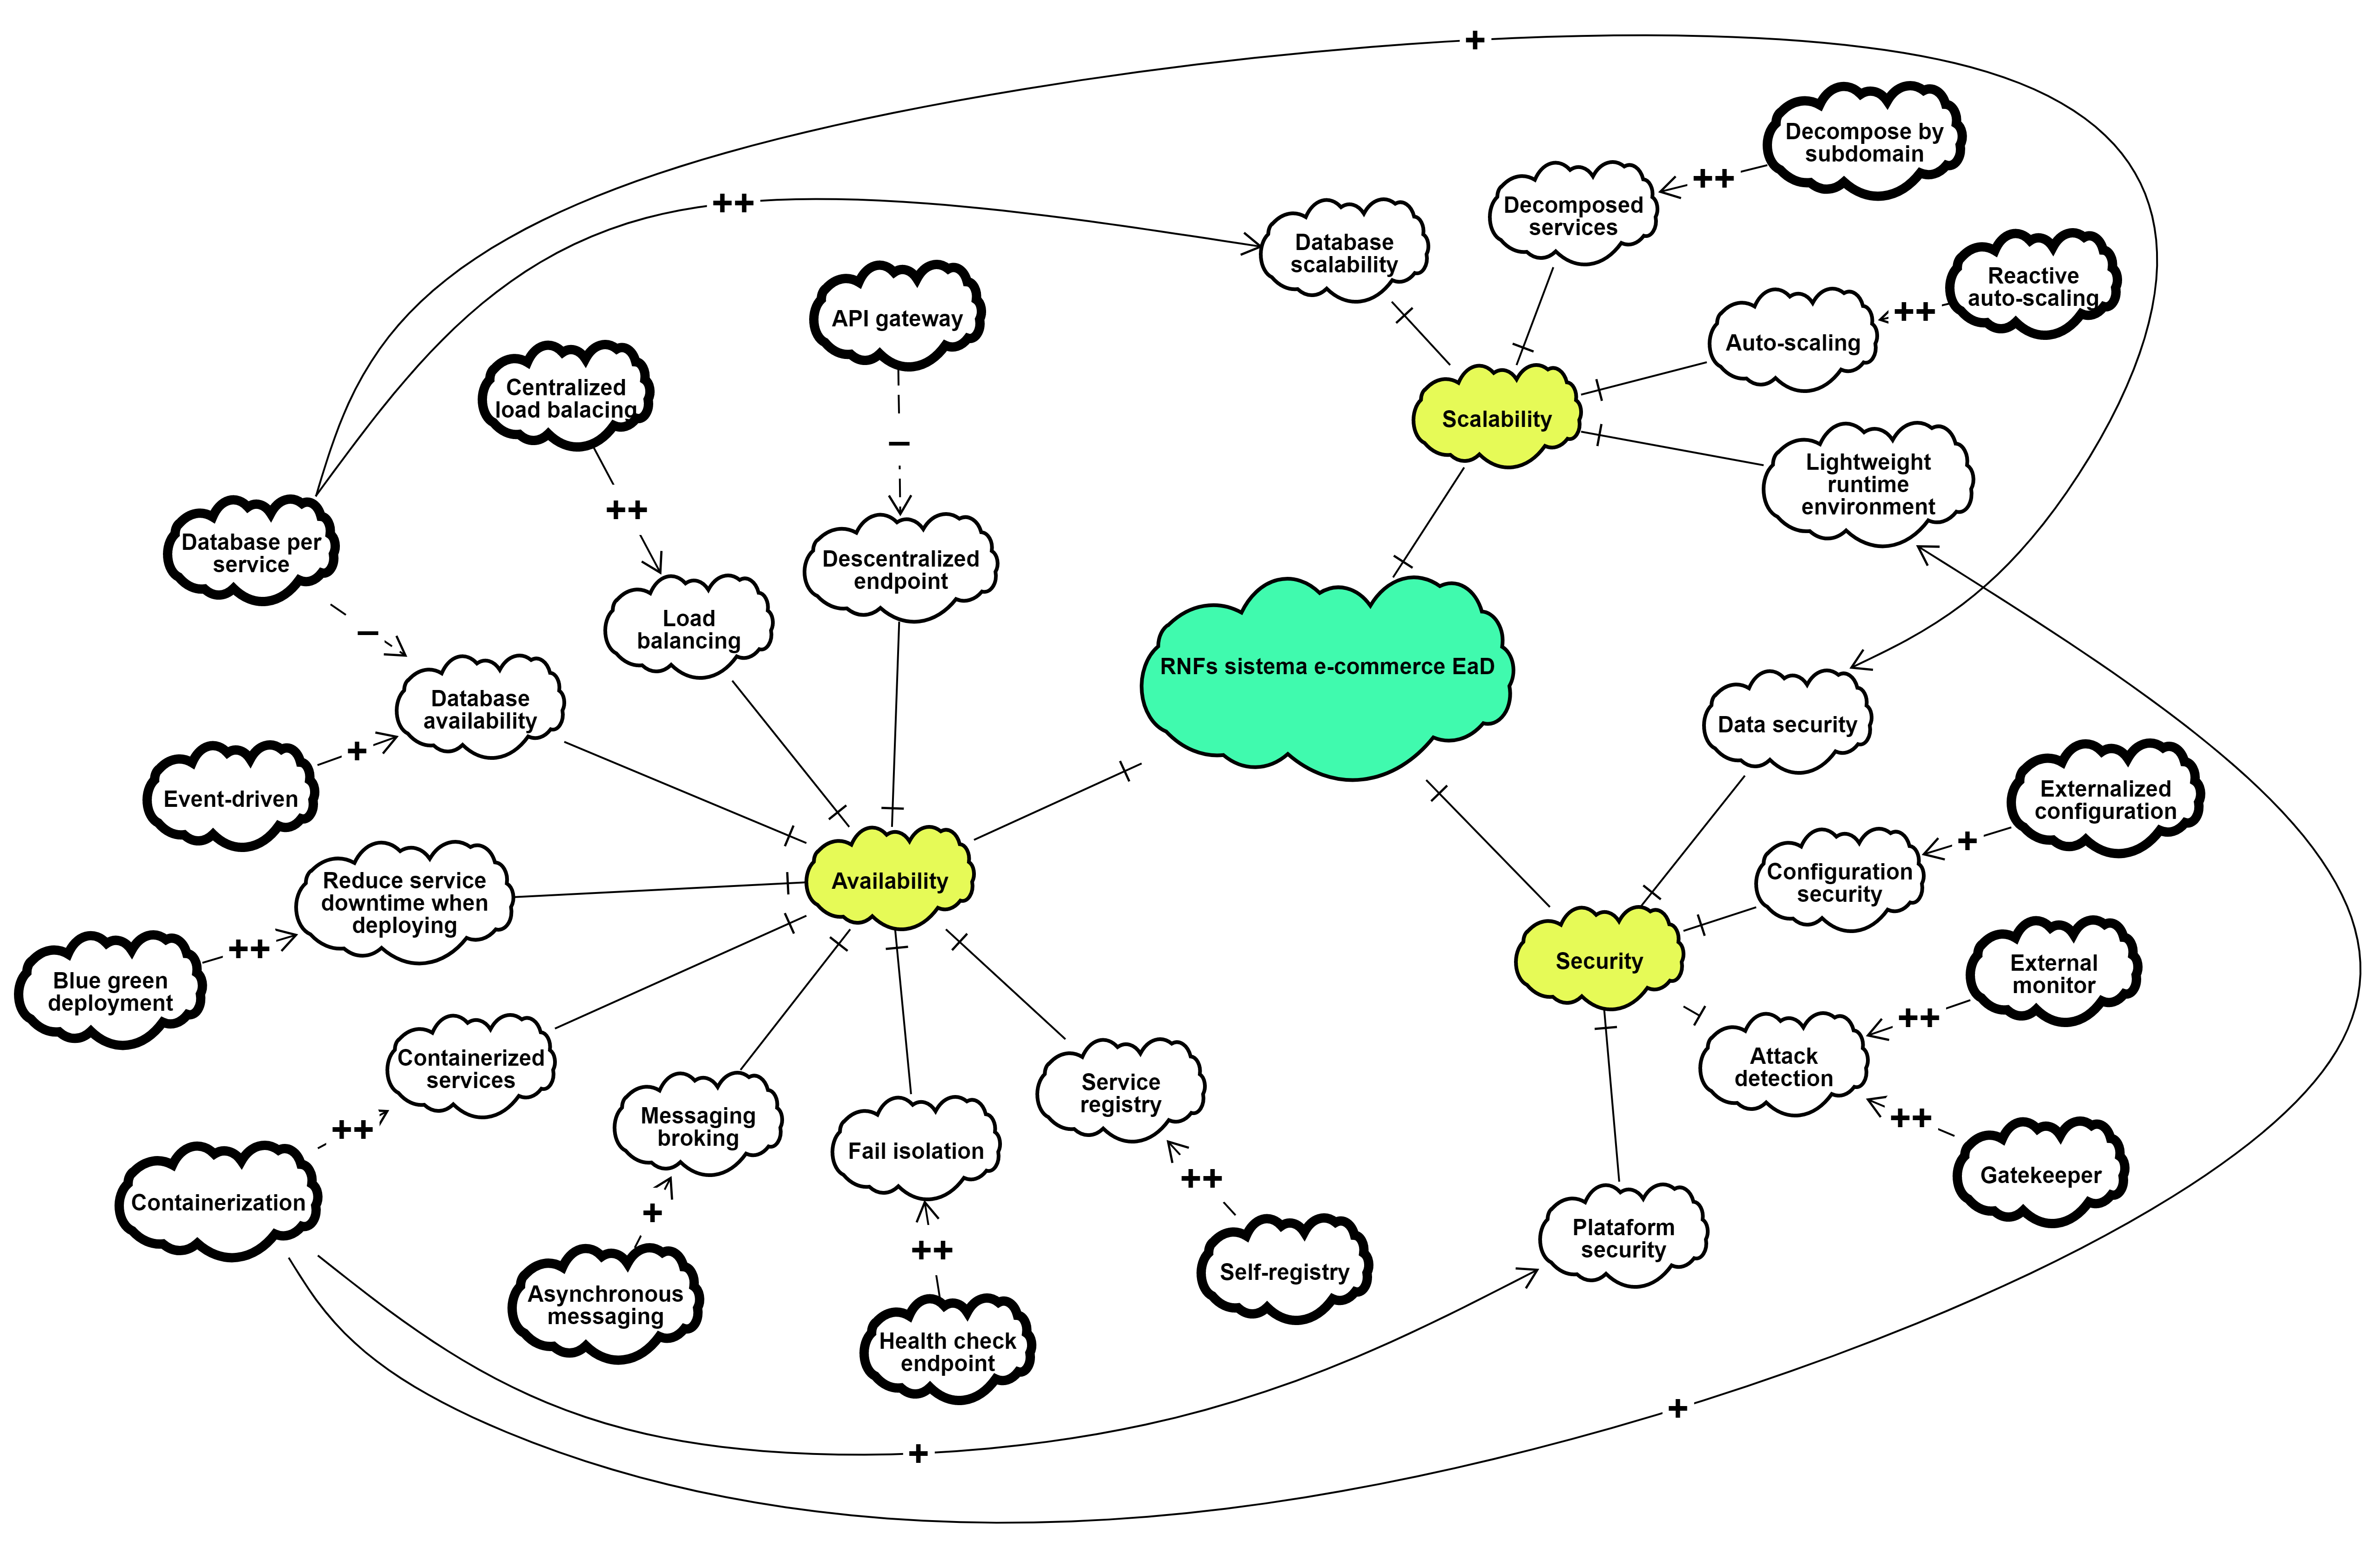 +
Decompose by
subdomain
++
++
Decomposed
services
Database
scalability
Reactive
auto-scaling
++
API gateway
Auto-scaling
Centralized
load balacing
Scalability
–
Lightweight
runtime
environment
++
Database per
service
Descentralized
endpoint
Load
balancing
–
RNFs sistema e-commerce EaD
Database
availability
Data security
+
Event-driven
Externalized
configuration
+
Reduce service
downtime when
deploying
Availability
Configuration
security
++
Blue green
deployment
Security
External
monitor
++
Containerized
services
Attack
detection
Service
registry
++
Messaging
broking
++
Fail isolation
Gatekeeper
++
Containerization
+
Plataform
security
++
Self-registry
Asynchronous
messaging
Health check
endpoint
+
+